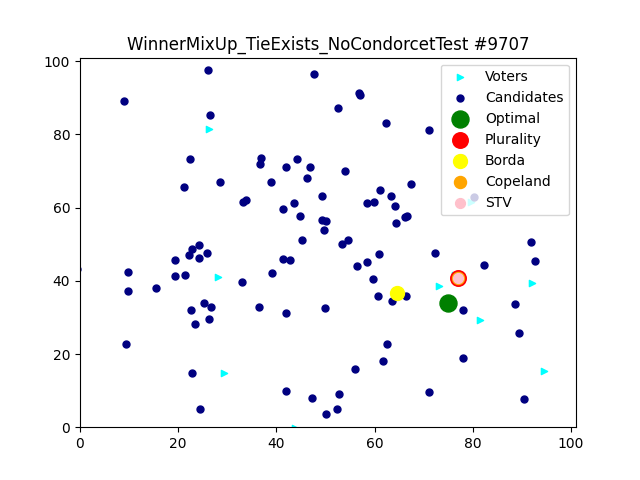 WinnerMixUp_TieExists_NoCondorcetTest #9707
Voters
Candidates
Optimal
Plurality
Borda
Copeland
STV
100
80
60
40
20
0
0 20 40 60 80 100